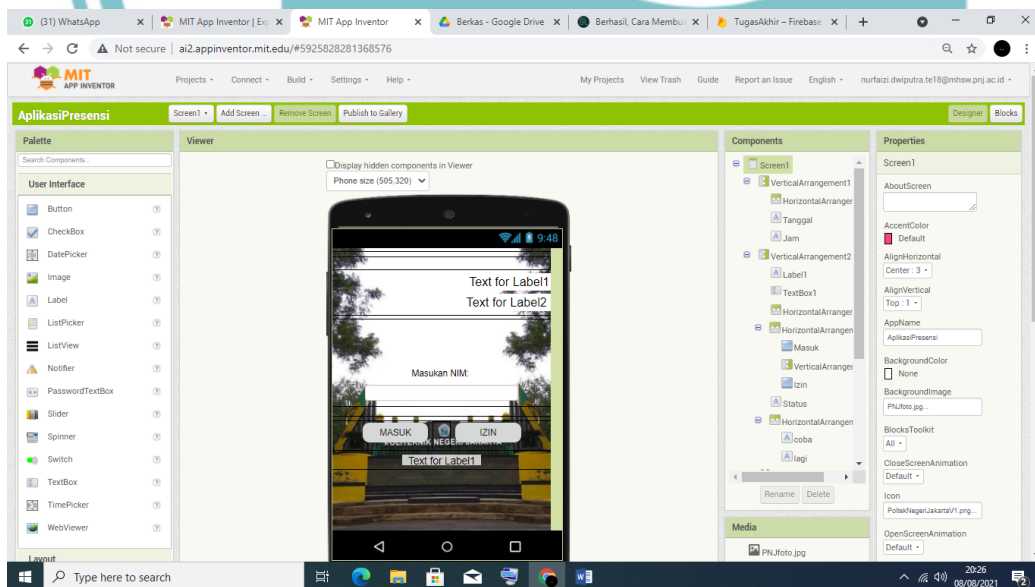 (31) WhatsApp
MIT App Inventor | Exp
MIT App Inventor
Berkas - Google Drive
Berhasil, Cara Membu
TugasAkhir – Firebase
Not secure | ai2.appinventor.mit.edu/#5925828281368576
MIT
APP INVENTOR
Projects Connect Build Settings Help
My Projects View Trash Guide Report an Issue English nurfaizi.dwiputra.te18@mhsw.pnj.ac.id
AplikasiPresensi
Screen1 Add Screen ... Remove Screen Publish to Gallery
Designer Blocks
Palette
Search Components...
User Interface
Button
CheckBox
DatePicker
Image
Label
ListPicker
ListView
Notifier
PasswordTextBox
Slider
Spinner
Switch
TextBox
TimePicker
WebViewer
Layout
Viewer
Display hidden components in Viewer
Phone size (505,320)
9:48
Text for Label1
Text for Label2
Masukan NIM:
MASUK
IZIN
Text for Label1
Components
Screen1
VerticalArrangement1
HorizontalArranger
Tanggal
Jam
VerticalArrangement2
Label1
TextBox1
HorizontalArranger
HorizontalArrangen
Masuk
VerticalArranger
Izin
Status
HorizontalArrangen
coba
lagi
Rename Delete
Media
PNJfoto.jpg
Properties
Screen1
AboutScreen
AccentColor
Default
AlignHorizontal
Center : 3
AlignVertical
Top : 1
AppName
AplikasiPresensi
BackgroundColor
None
BackgroundImage
PNJfoto.jpg...
BlocksToolkit
All
CloseScreenAnimation
Default
Icon
PoltekNegeriJakartaV1.png...
OpenScreenAnimation
Default
Type here to search
20:26
08/08/2021